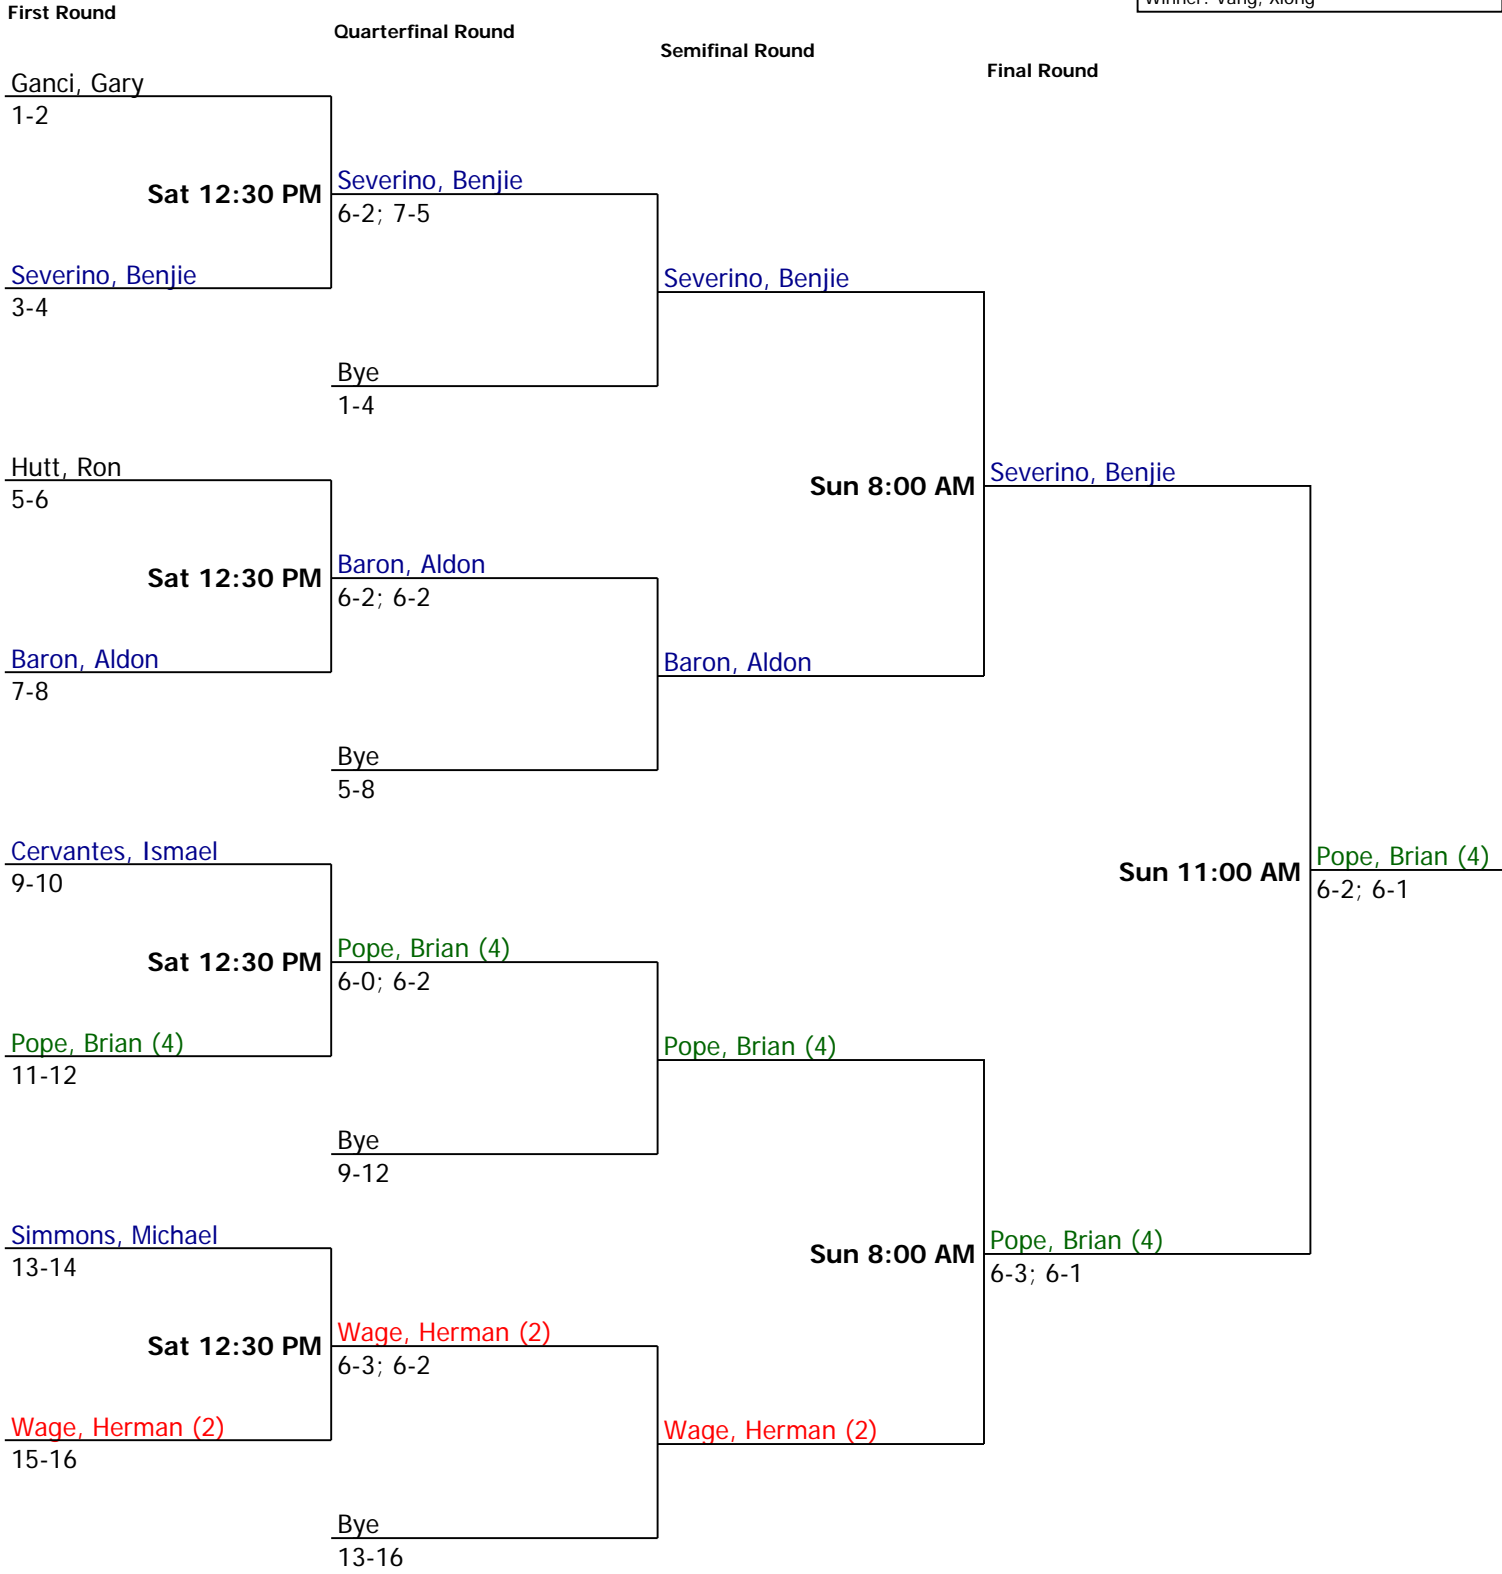 Winner: Vang, Xiong
First Round
Quarterfinal Round
Semifinal Round
Final Round
Ganci, Gary
1-2
Sat 12:30 PM
Severino, Benjie
6-2; 7-5
Severino, Benjie
3-4
Severino, Benjie
Bye
1-4
Hutt, Ron
5-6
Sun 8:00 AM
Severino, Benjie
Sat 12:30 PM
Baron, Aldon
6-2; 6-2
Baron, Aldon
7-8
Baron, Aldon
Bye
5-8
Cervantes, Ismael
9-10
Sun 11:00 AM
Pope, Brian (4)
6-2; 6-1
Sat 12:30 PM
Pope, Brian (4)
6-0; 6-2
Pope, Brian (4)
11-12
Pope, Brian (4)
Bye
9-12
Simmons, Michael
13-14
Sun 8:00 AM
Pope, Brian (4)
6-3; 6-1
Sat 12:30 PM
Wage, Herman (2)
6-3; 6-2
Wage, Herman (2)
15-16
Wage, Herman (2)
Bye
13-16